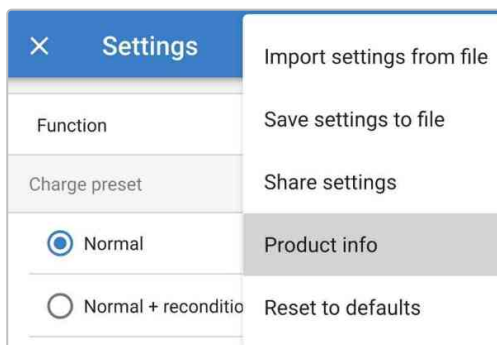 Settings
Function
Charge preset
Normal
Normal + reconditio
Import settings from file
Save settings to file
Share settings
Product info
Reset to defaults